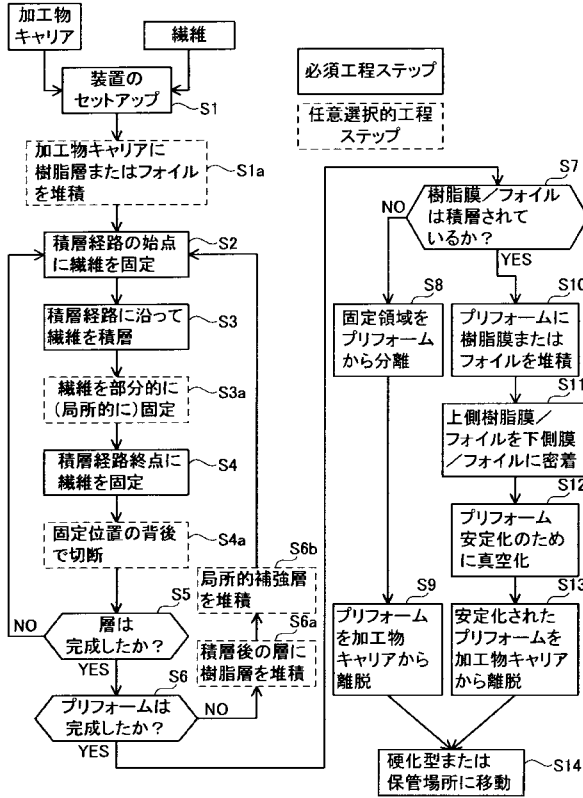 加工物
キャリア
繊維
装置の
セットアップ
S1
加工物キャリアに
樹脂層またはフォイル
を堆積
S1a
積層経路の始点
に繊維を固定
S2
積層経路に沿って
繊維を積層
S3
繊維を部分的に
(局所的に)固定
S3a
積層経路終点に
繊維を固定
S4
固定位置の背後
で切断
S4a
層は
完成したか?
S5
NO
YES
プリフォームは
完成したか?
S6
NO
YES
積層後の層に
樹脂層を堆積
S6a
局所的補強層
を堆積
S6b
必須工程ステップ
任意選択的工程
ステップ
樹脂膜/フォイル
は積層されて
いるか?
S7
NO
YES
固定領域を
プリフォーム
から分離
S8
プリフォーム
を加工物
キャリアから
離脱
S9
プリフォームに
樹脂膜または
フォイルを堆積
S10
上側樹脂膜/
フォイルを下側膜
/フォイルに密着
S11
プリフォーム
安定化のため
に真空化
S12
安定化された
プリフォームを
加工物キャリア
から離脱
S13
硬化型または
保管場所に移動
S14